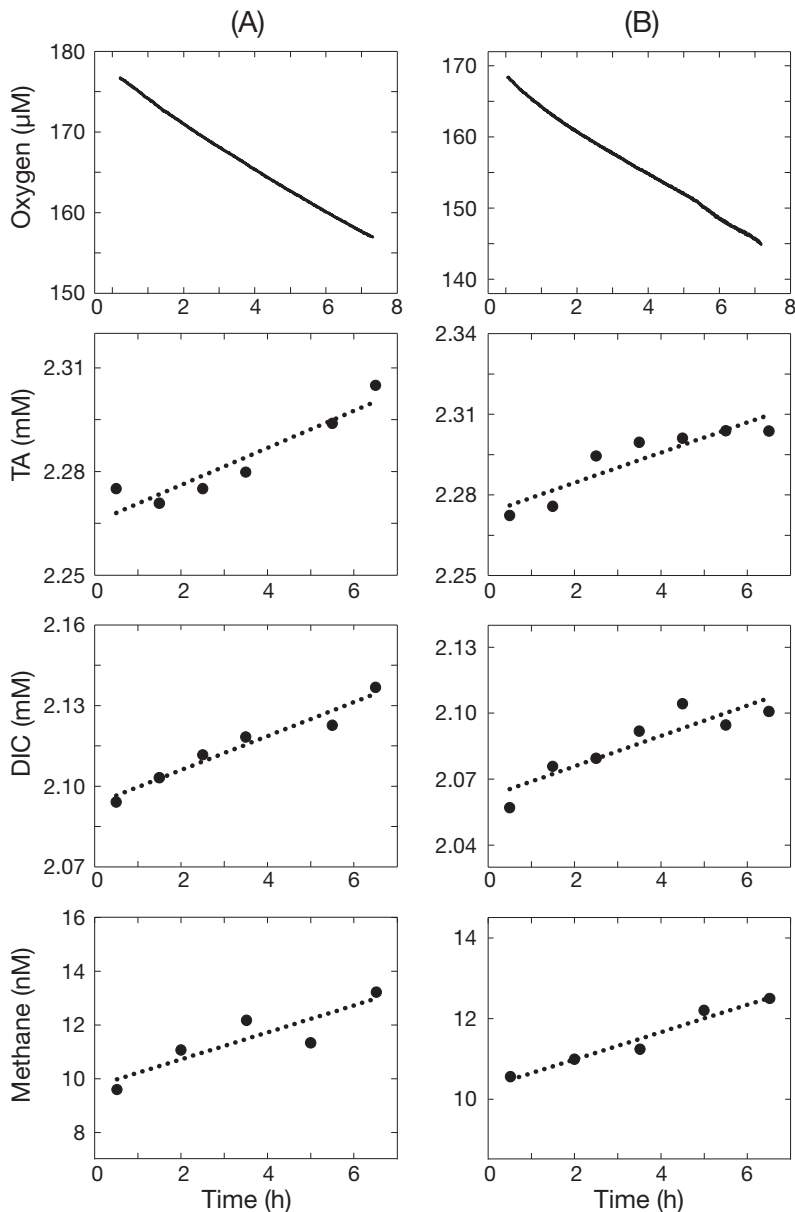 (A)
(B)
Oxygen (µM)
180
170
160
150
0 2 4 6 8
170
160
150
140
0 2 4 6 8
TA (mM)
2.31
2.28
2.25
0 2 4 6
2.34
2.31
2.28
2.25
0 2 4 6
DIC (mM)
2.16
2.13
2.10
2.07
0 2 4 6
2.13
2.10
2.07
2.04
0 2 4 6
Methane (nM)
16
14
12
10
8
0 2 4 6
Time (h)
14
12
10
0 2 4 6
Time (h)